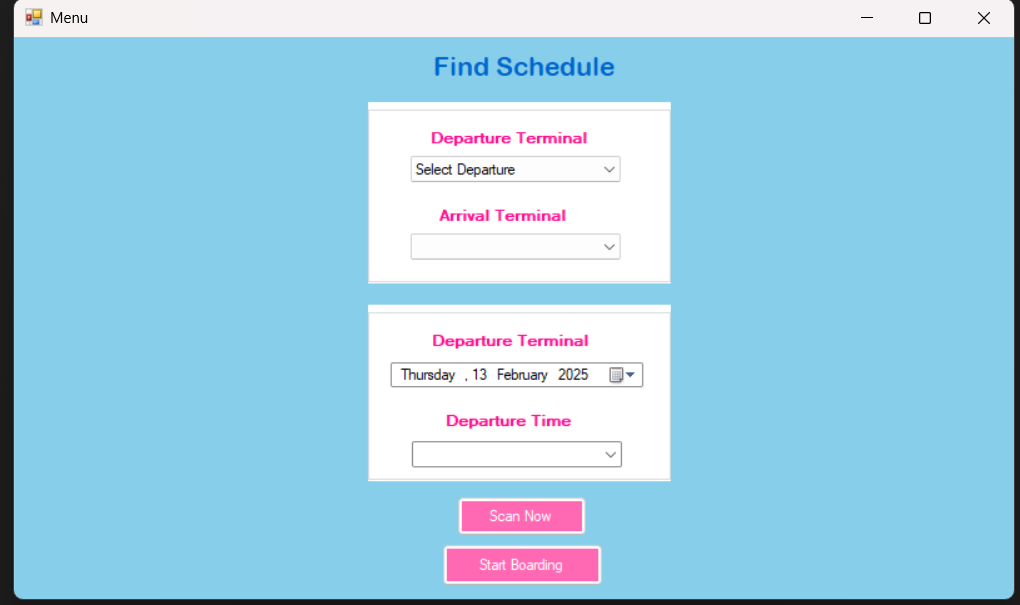 Menu
Find Schedule
Departure Terminal
Select Departure
Arrival Terminal
Departure Terminal
Thursday , 13 February 2025
Departure Time
Scan Now
Start Boarding